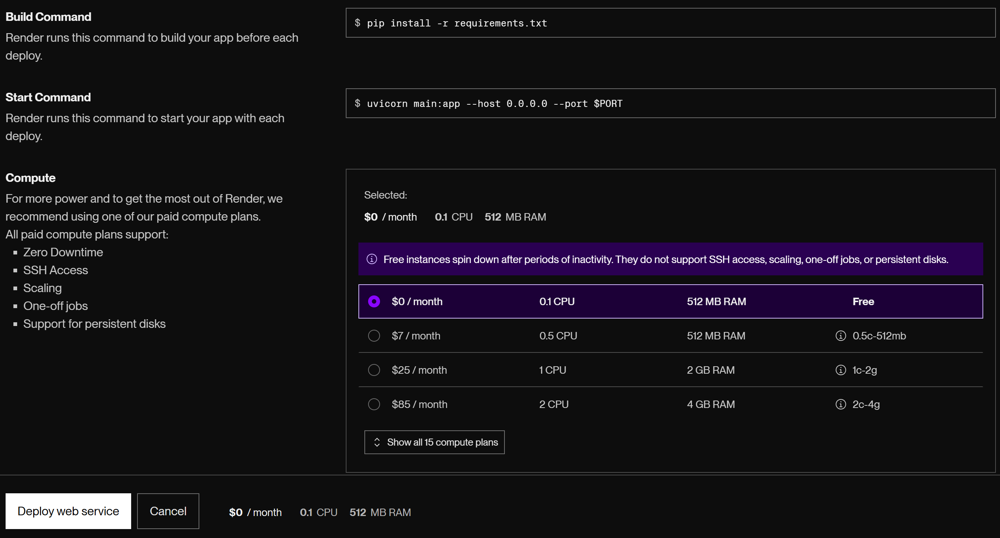 Build Command
Render runs this command to build your app before each
deploy.
$ pip install -r requirements.txt
Start Command
Render runs this command to start your app with each
deploy.
$ uvicorn main:app --host 0.0.0.0 --port $PORT
Compute
For more power and to get the most out of Render, we
recommend using one of our paid compute plans.
All paid compute plans support:
Zero Downtime
SSH Access
Scaling
One-off jobs
Support for persistent disks
Selected:
$0 / month 0.1 CPU 512 MB RAM
Free instances spin down after periods of inactivity. They do not support SSH access, scaling, one-off jobs, or persistent disks.
$0 / month 0.1 CPU 512 MB RAM Free
$7 / month 0.5 CPU 512 MB RAM 0.5c-512mb
$25 / month 1 CPU 2 GB RAM 1c-2g
$85 / month 2 CPU 4 GB RAM 2c-4g
Show all 15 compute plans
Deploy web service Cancel $0 / month 0.1 CPU 512 MB RAM